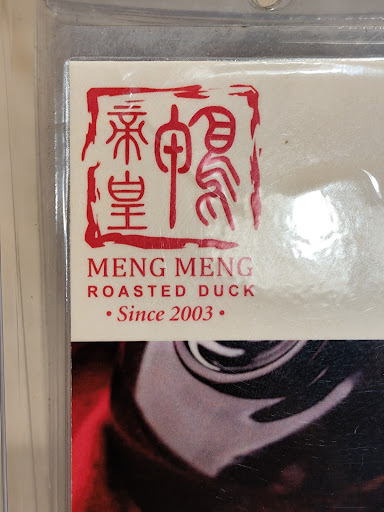 帝皇鴨
MENG MENG
ROASTED DUCK
• Since 2003 •